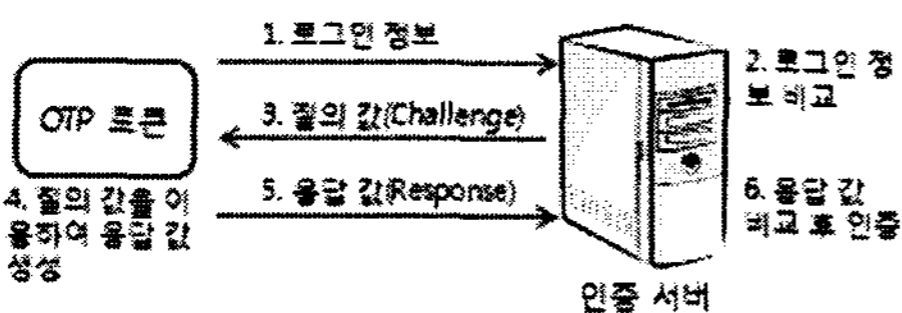 1. 로그인 정보
2. 로그인 정
보 비교
OTP 토큰
3. 질의 값(Challenge)
4. 질의 값을 이
용하여 응답 값
생성
5. 응답 값(Response)
6. 응답 값
비교 후 인증
인증 서버